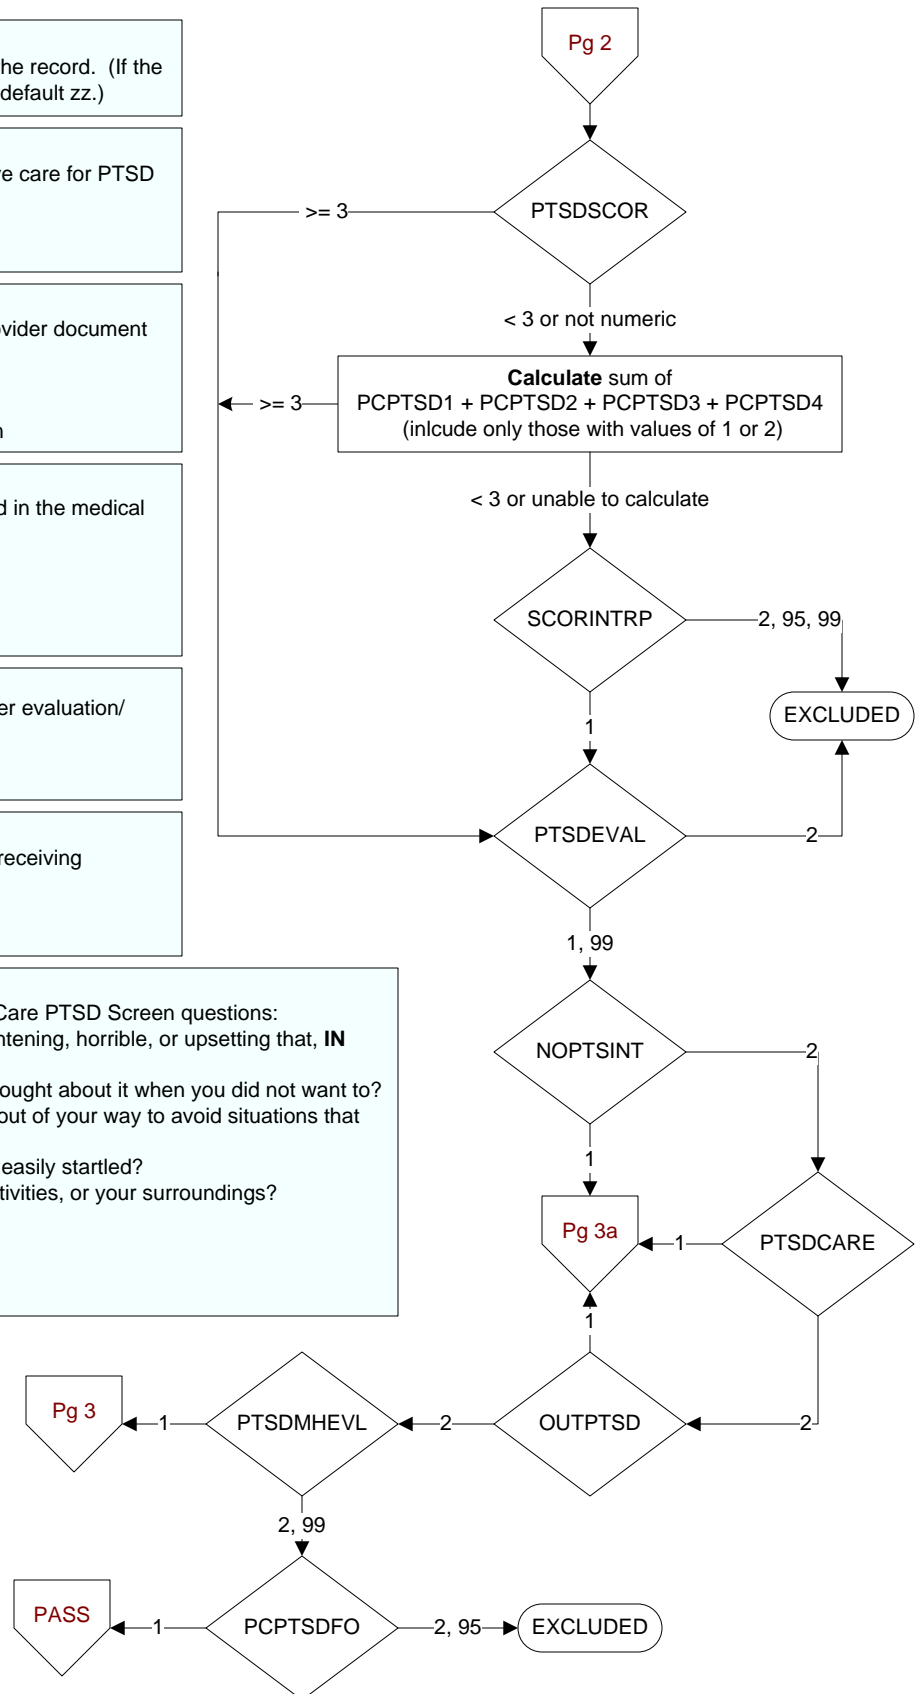 he record.  (If the
default zz.)
e care for PTSD
vider document
d in the medical
er evaluation/
receiving
Care PTSD Screen questions:
htening, horrible, or upsetting that, IN
ought about it when you did not want to?
out of your way to avoid situations that
easily startled?
tivities, or your surroundings?
Pg 2
PTSDSCOR
>= 3
< 3 or not numeric
Calculate sum of
PCPTSD1 + PCPTSD2 + PCPTSD3 + PCPTSD4
(inlcude only those with values of 1 or 2)
>= 3
< 3 or unable to calculate
SCORINTRP
2, 95, 99
EXCLUDED
1
PTSDEVAL
2
1, 99
NOPTSINT
2
1
Pg 3a
1
PTSDCARE
1
2
OUTPTSD
2
PTSDMHEVL
1
Pg 3
2, 99
PCPTSDFO
1
PASS
2, 95
EXCLUDED